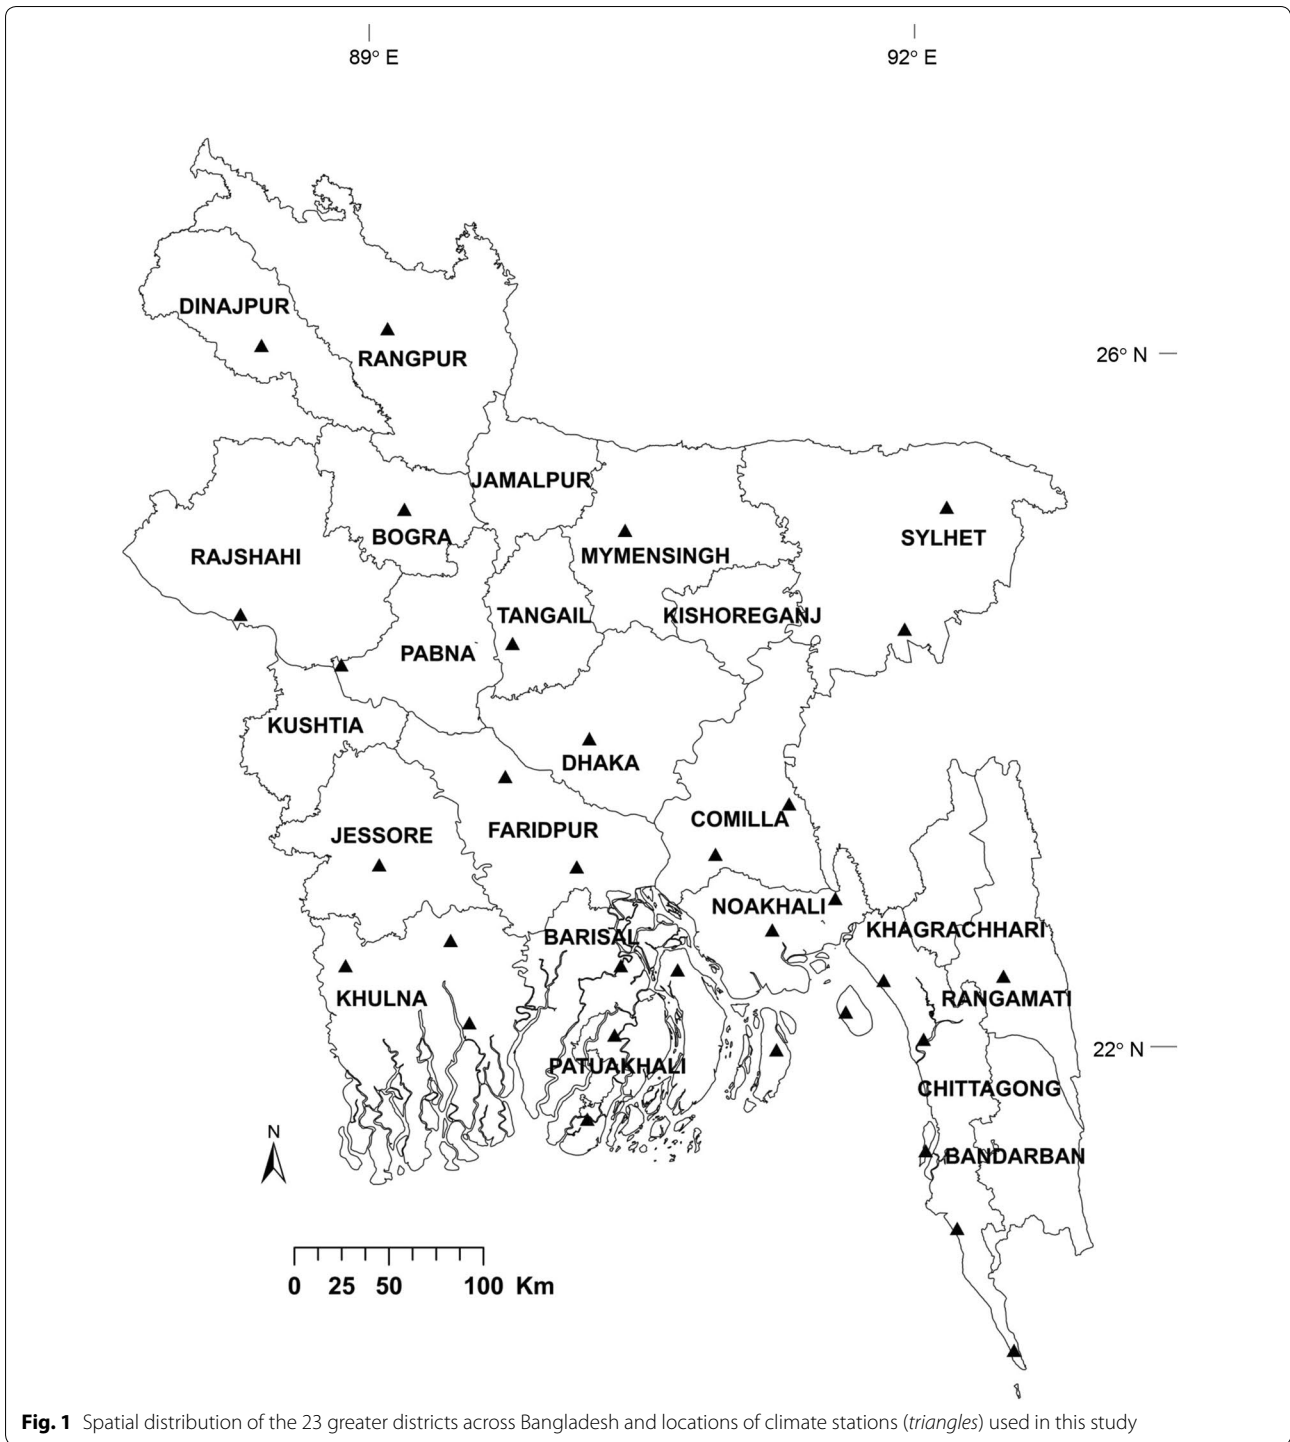 89° E
92° E
DINAJPUR
RANGPUR
26° N
JAMALPUR
BOGRA
RAJSHAHI
MYMENSINGH
SYLHET
TANGAIL
KISHOREGANJ
PABNA
KUSHTIA
DHAKA
COMILLA
FARIDPUR
JESSORE
NOAKHALI
KHAGRACHHARI
BARISAL
KHULNA
RANGAMATI
22° N
PATUAKHALI
CHITTAGONG
N
BANDARBAN
0 25 50 100 Km
Fig. 1 Spatial distribution of the 23 greater districts across Bangladesh and locations of climate stations (triangles) used in this study